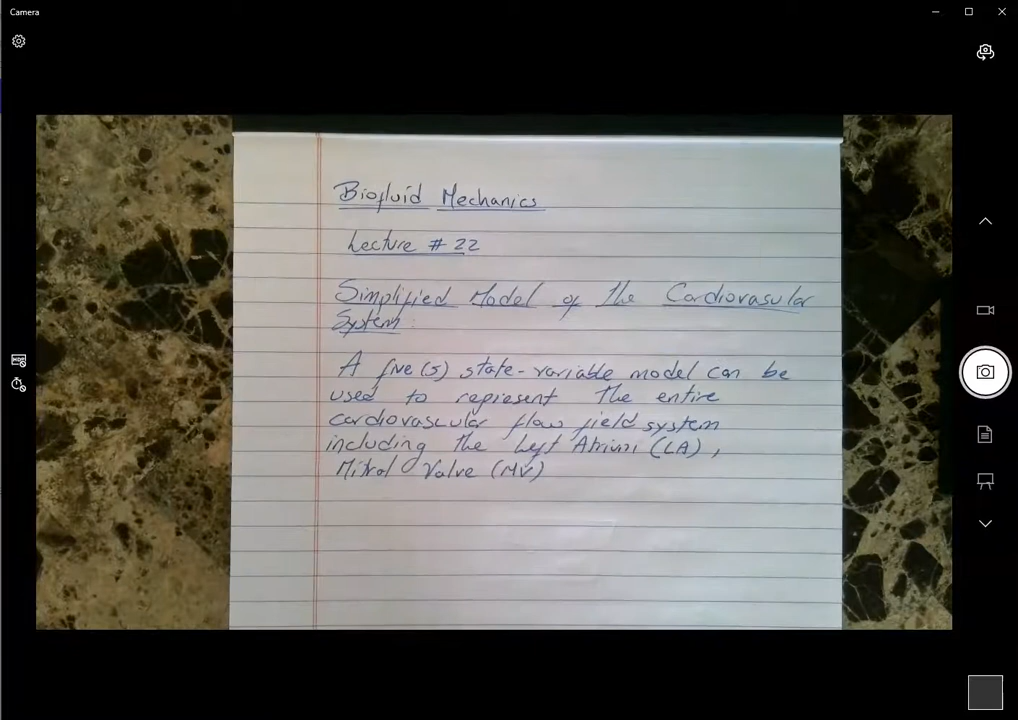 Camera
Biofluid Mechanics
Lecture # 22
Simplified Model of the Cardiovascular
System
A five(5) state-variable model can be
used to represent the entire
cardiovascular flow field system
including the Left Atrium (LA),
Mitral Valve (MV)